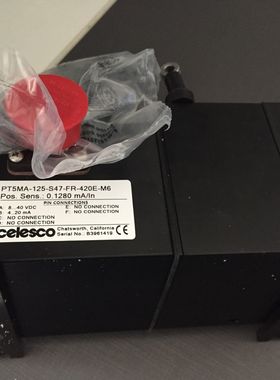 PT5MA-125-S47-FR-420E-M6
Pos. Sens.: 0.1280 mA/In
PIN CONNECTIONS
A: 8...40 VDC E: NO CONNECTION
B: 4..20 mA F: NO CONNECTION
NO CONNECTION
NO CONNECTION
celesco
Chatsworth, California
Serial No.: B3961419